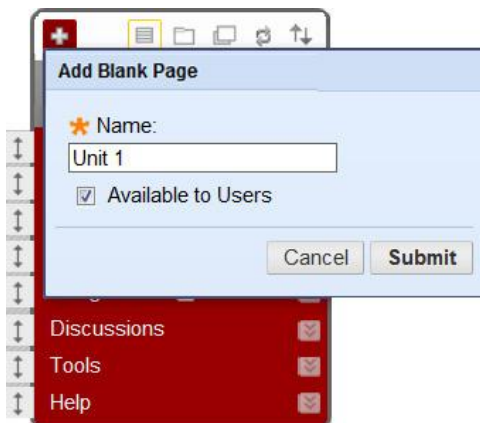 Add Blank Page
Name:
Unit 1
Available to Users
Cancel Submit
Discussions
Tools
Help